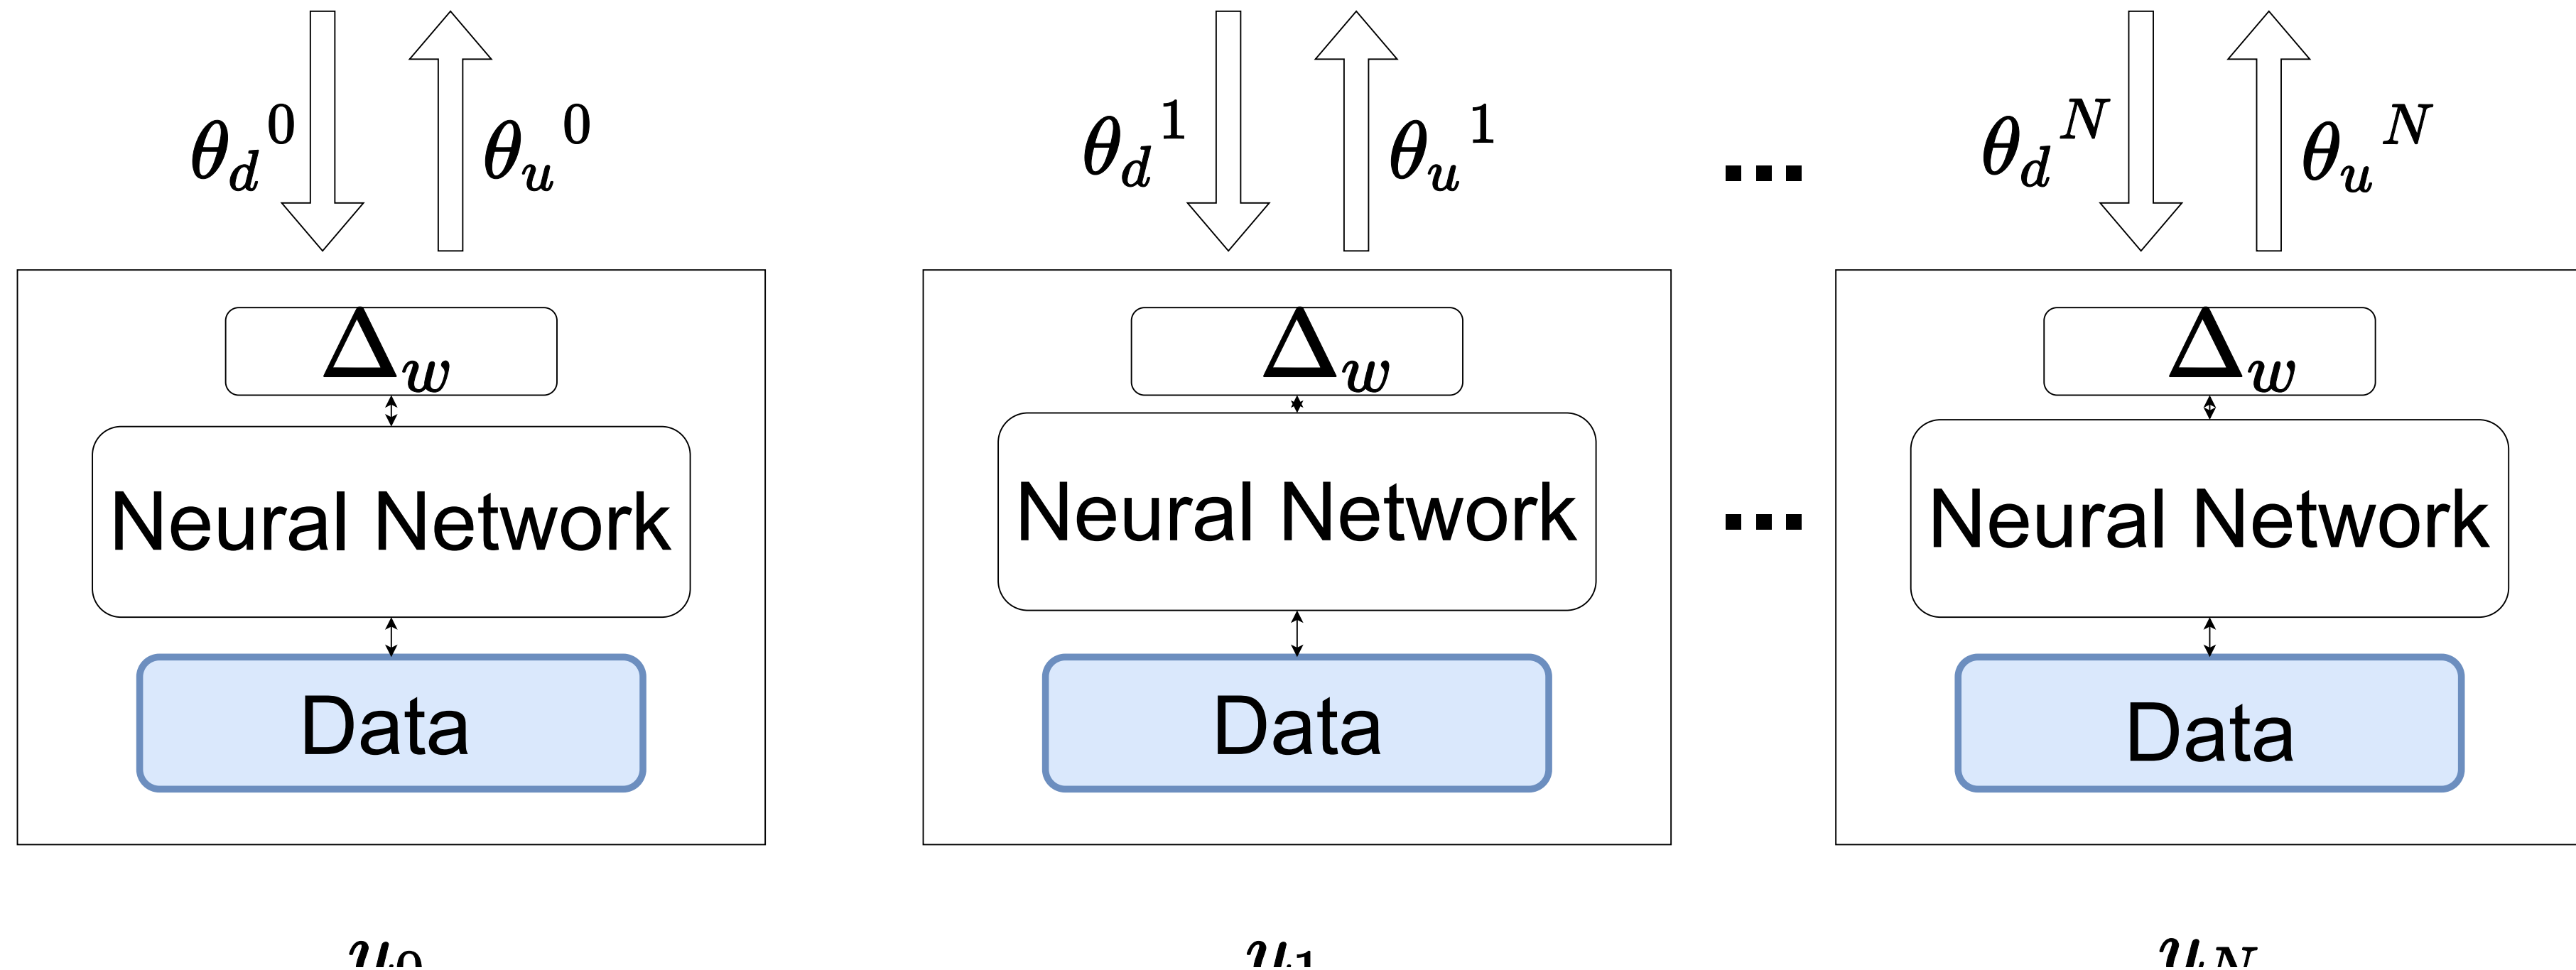 θ_d^0 θ_u^0 θ_d^1 θ_u^1 ... θ_d^N θ_u^N
Δ_w Δ_w Δ_w
Neural Network Neural Network ... Neural Network
Data Data Data